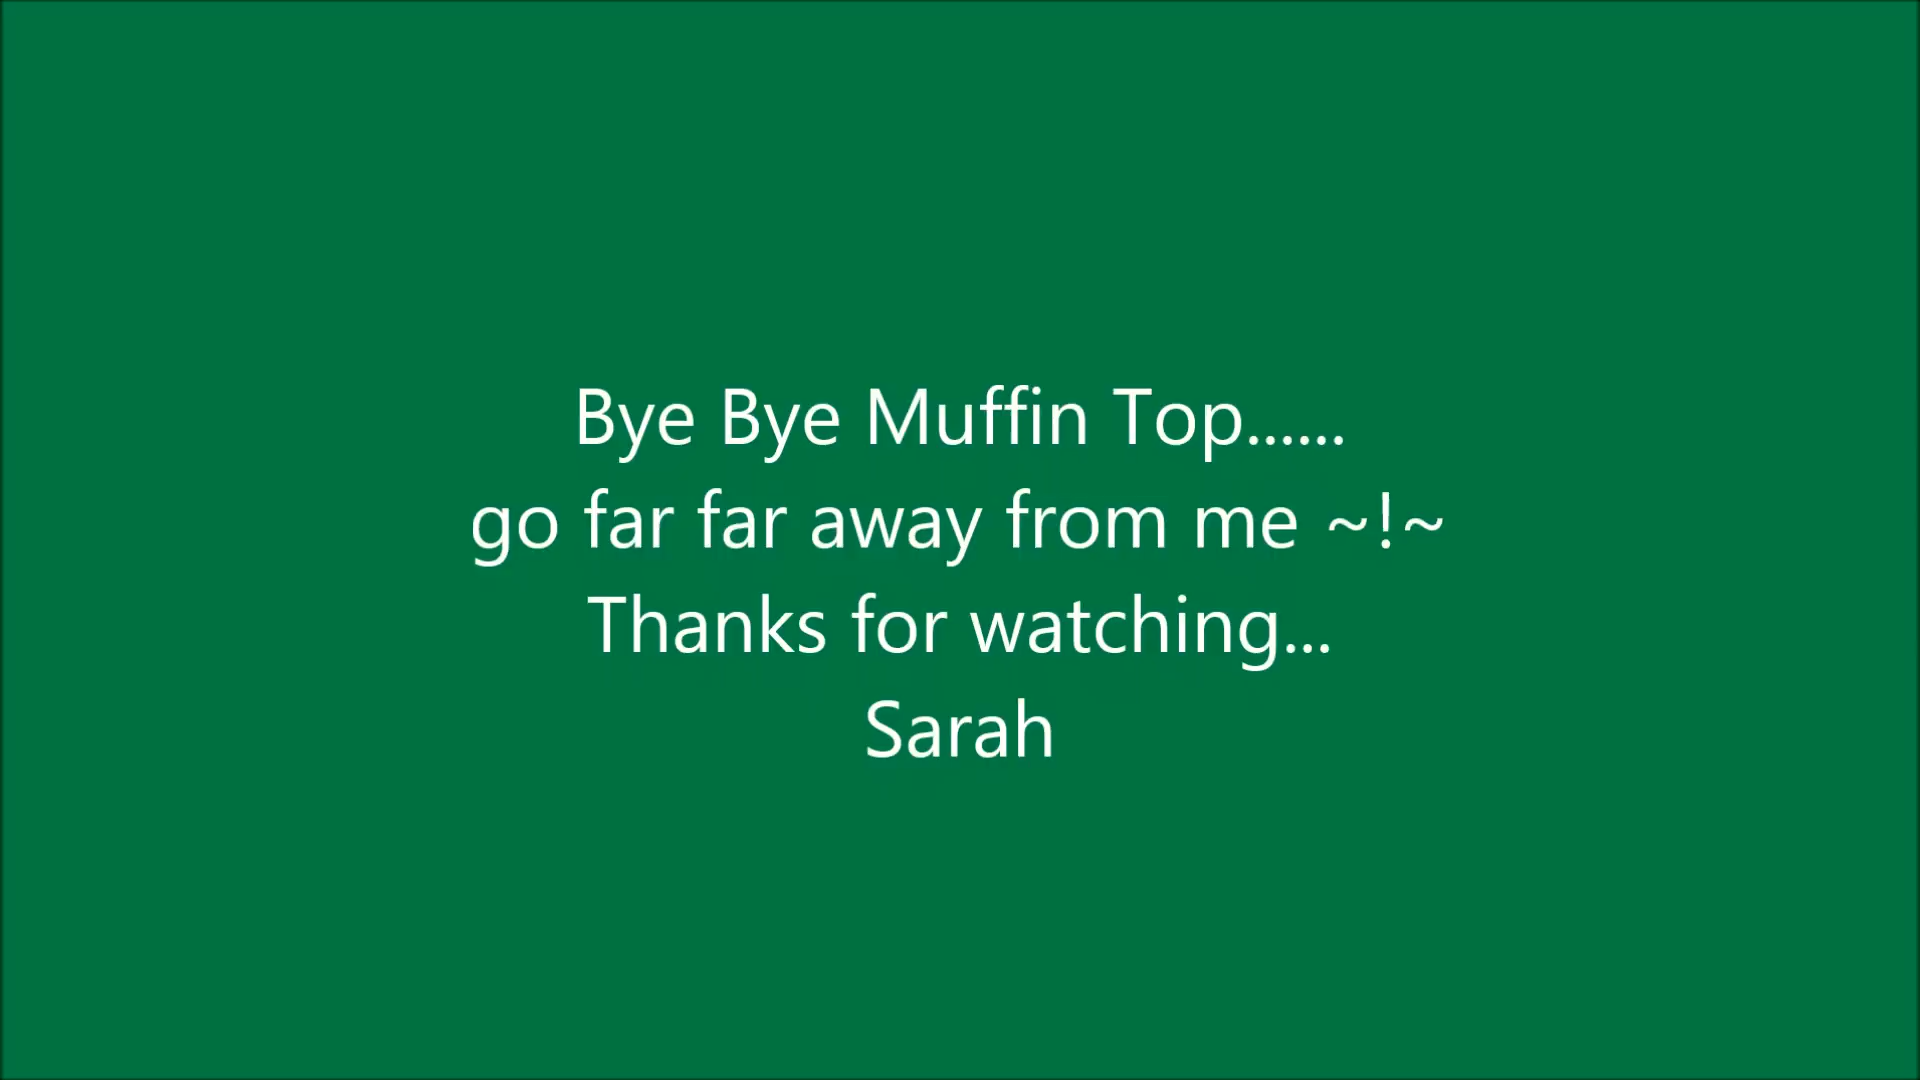 Bye Bye Muffin Top......
go far far away from me ~!~
Thanks for watching...
Sarah